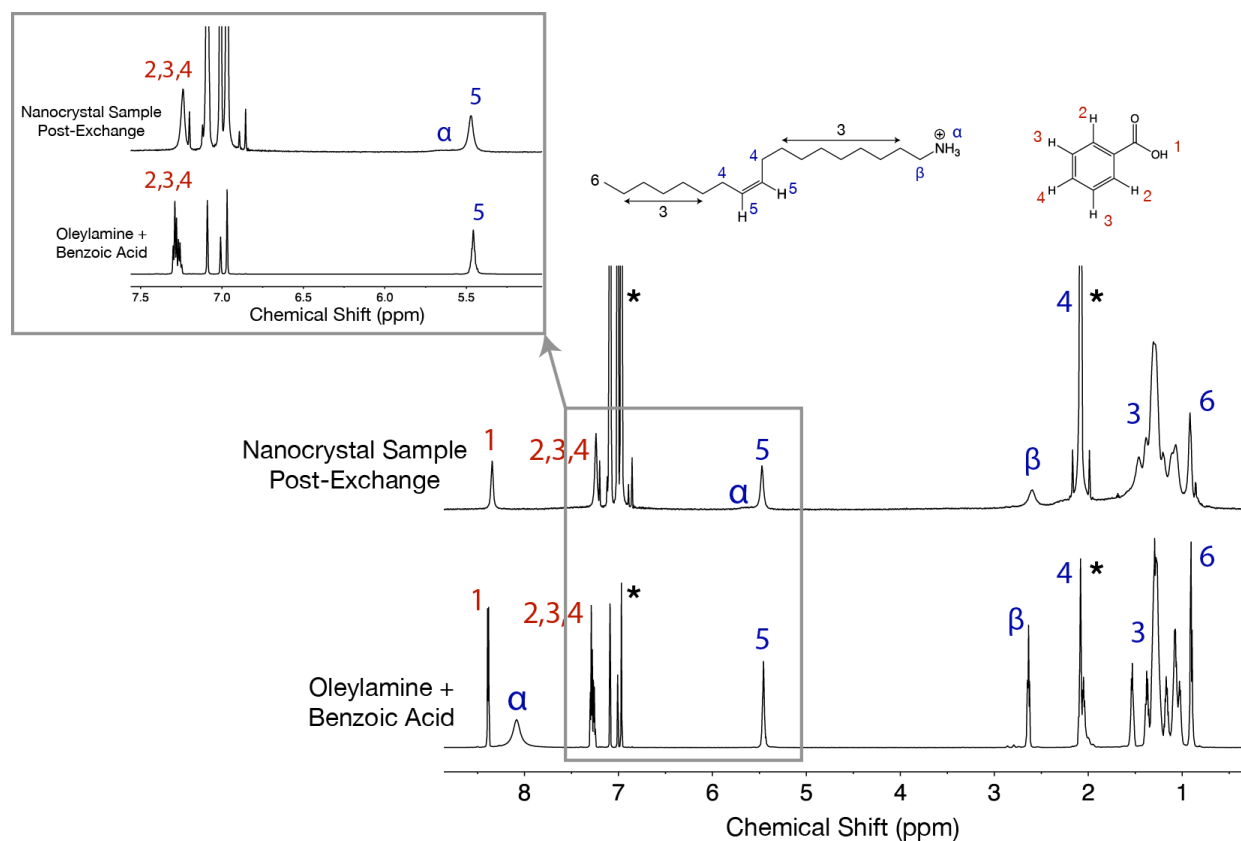 2,3,4
5
Nanocrystal Sample
Post-Exchange
α
2,3,4
5
Oleylamine +
Benzoic Acid
7.5 7.0 6.5 6.0 5.5
Chemical Shift (ppm)
3
4
6
4
5
H
5
H
3
β
⊕
NH3
α
2
H
O
3
H
OH
1
4
H
H
2
H
3
*
4
*
1
2,3,4
5
α
β
3
6
Nanocrystal Sample
Post-Exchange
1
α
2,3,4
*
5
β
4
*
3
6
Oleylamine +
Benzoic Acid
8 7 6 5 4 3 2 1
Chemical Shift (ppm)